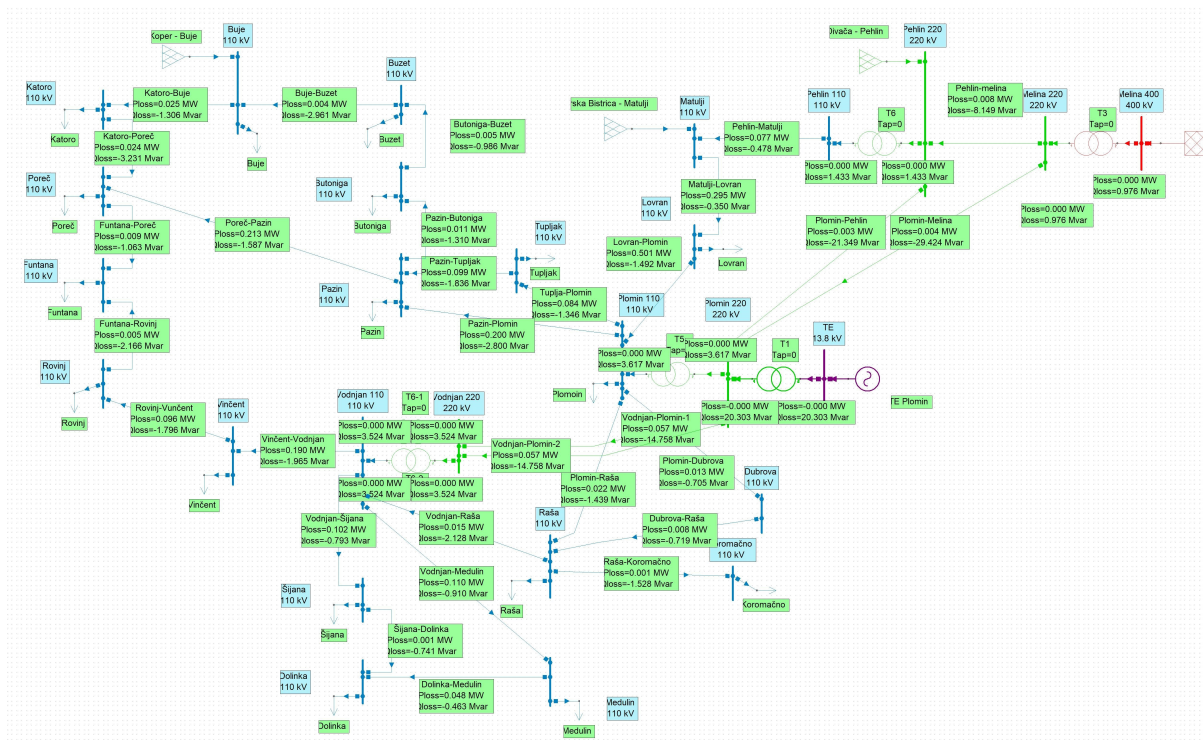 Koper - Buje
Buje
110 kV
Katoro
110 kV
Katoro-Buje
Ploss=0.025 MW
Qloss=-1.306 Mvar
Buje-Buzet
Ploss=0.004 MW
Qloss=-2.961 Mvar
Buzet
110 kV
Katoro
Katoro-Poreč
Ploss=0.024 MW
Qloss=-3.231 Mvar
Buje
Buzet
Butoniga-Buzet
Ploss=0.005 MW
Qloss=-0.986 Mvar
Poreč
110 kV
Poreč
Butoniga
110 kV
Butoniga
Funtana-Poreč
Ploss=0.009 MW
Qloss=-1.063 Mvar
Poreč-Pazin
Ploss=0.213 MW
Qloss=-1.587 Mvar
Pazin-Butoniga
Ploss=0.011 MW
Qloss=-1.310 Mvar
Tupljak
110 kV
Tupljak
Pazin-Tupljak
Ploss=0.099 MW
Qloss=-1.836 Mvar
Funtana
110 kV
Funtana
Pazin
110 kV
Pazin
Tuplja-Plomin
Ploss=0.084 MW
Qloss=-1.346 Mvar
Pazin-Plomin
Ploss=0.200 MW
Qloss=-2.800 Mvar
Funtana-Rovinj
Ploss=0.005 MW
Qloss=-2.166 Mvar
Rovinj
110 kV
Rovinj
Rovinj-Vunčent
Ploss=0.096 MW
Qloss=-1.796 Mvar
Vinčent
110 kV
Vinčent
Vinčent-Vodnjan
Ploss=0.190 MW
Qloss=-1.965 Mvar
Divača - Pehlin
Pehlin 220
220 kV
rska Bistrica - Matulji
Matulji
110 kV
Pehlin-Matulji
Ploss=0.077 MW
Qloss=-0.478 Mvar
Pehlin 110
110 kV
T6
Tap=0
Pehlin-melina
Ploss=0.008 MW
Qloss=-8.149 Mvar
Melina 220
220 kV
T3
Tap=0
Melina 400
400 kV
Ploss=0.000 MW
Qloss=1.433 Mvar
Ploss=0.000 MW
Qloss=1.433 Mvar
Ploss=0.000 MW
Qloss=0.976 Mvar
Ploss=0.000 MW
Qloss=0.976 Mvar
Matulji-Lovran
Ploss=0.295 MW
Qloss=-0.350 Mvar
Lovran
110 kV
Lovran
Lovran-Plomin
Ploss=0.501 MW
Qloss=-1.492 Mvar
Plomin-Pehlin
Ploss=0.003 MW
Qloss=-21.349 Mvar
Plomin-Melina
Ploss=0.004 MW
Qloss=-29.424 Mvar
Plomin 110
110 kV
Plomin 220
220 kV
TE
13.8 kV
T5
Tap=
Ploss=0.000 MW
Qloss=3.617 Mvar
Ploss=0.000 MW
Qloss=3.617 Mvar
T1
Tap=0
Plomoin
TE Plomin
Ploss=-0.000 MW
Qloss=20.303 Mvar
Ploss=-0.000 MW
Qloss=20.303 Mvar
Vodnjan 110
110 kV
T6-1
Tap=0
Vodnjan 220
220 kV
Ploss=0.000 MW
Qloss=3.524 Mvar
Ploss=0.000 MW
Qloss=3.524 Mvar
Vodnjan-Plomin-1
Ploss=0.057 MW
Qloss=-14.758 Mvar
Vodnjan-Plomin-2
Ploss=0.057 MW
Qloss=-14.758 Mvar
Ploss=0.000 MW
Qloss=3.524 Mvar
Ploss=0.000 MW
Qloss=3.524 Mvar
Plomin-Dubrova
Ploss=0.013 MW
Qloss=-0.705 Mvar
Dubrova
110 kV
Plomin-Raša
Ploss=0.022 MW
Qloss=-1.439 Mvar
Vodnjan-Šijana
Ploss=0.102 MW
Qloss=-0.793 Mvar
Vodnjan-Raša
Ploss=0.015 MW
Qloss=-2.128 Mvar
Raša
110 kV
Dubrova-Raša
Ploss=0.008 MW
Qloss=-0.719 Mvar
oromačno
110 kV
Raša-Koromačno
Ploss=0.001 MW
Qloss=-1.528 Mvar
Raša
Koromačno
Vodnjan-Medulin
Ploss=0.110 MW
Qloss=-0.910 Mvar
Šijana
110 kV
Šijana
Šijana-Dolinka
Ploss=0.001 MW
Qloss=-0.741 Mvar
Dolinka
110 kV
Dolinka
Dolinka-Medulin
Ploss=0.048 MW
Qloss=-0.463 Mvar
Medulin
110 kV
Medulin